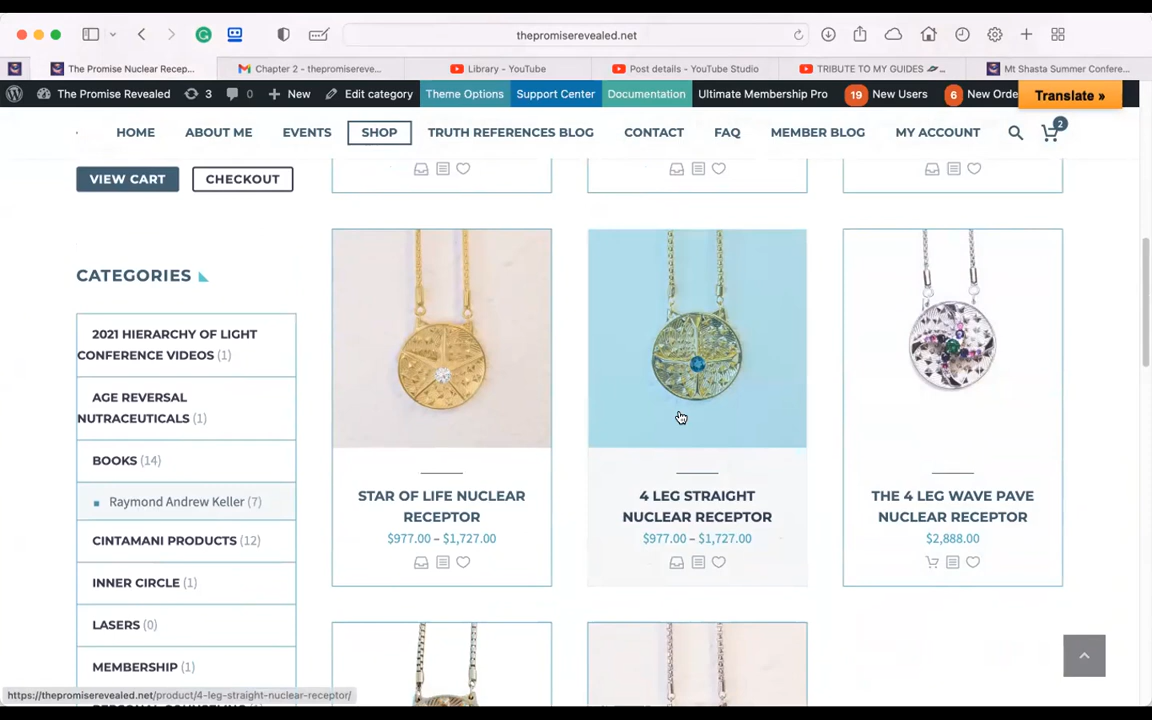 thepromiserevealed.net
The Promise Nuclear Recep...
Chapter 2 - thepromisereve...
Library - YouTube
Post details - YouTube Studio
TRIBUTE TO MY GUIDES
Mt Shasta Summer Confere...
The Promise Revealed
3
0
New
Edit category
Theme Options
Support Center
Documentation
Ultimate Membership Pro
19 New Users
6 New Orde
Translate »
HOME
ABOUT ME
EVENTS
SHOP
TRUTH REFERENCES BLOG
CONTACT
FAQ
MEMBER BLOG
MY ACCOUNT
2
VIEW CART
CHECKOUT
CATEGORIES
2021 HIERARCHY OF LIGHT
CONFERENCE VIDEOS (1)
AGE REVERSAL
NUTRACEUTICALS (1)
BOOKS (14)
Raymond Andrew Keller (7)
CINTAMANI PRODUCTS (12)
INNER CIRCLE (1)
LASERS (0)
MEMBERSHIP (1)
STAR OF LIFE NUCLEAR
RECEPTOR
$977.00 – $1,727.00
4 LEG STRAIGHT
NUCLEAR RECEPTOR
$977.00 – $1,727.00
THE 4 LEG WAVE PAVE
NUCLEAR RECEPTOR
$2,888.00
https://thepromiserevealed.net/product/4-leg-straight-nuclear-receptor/